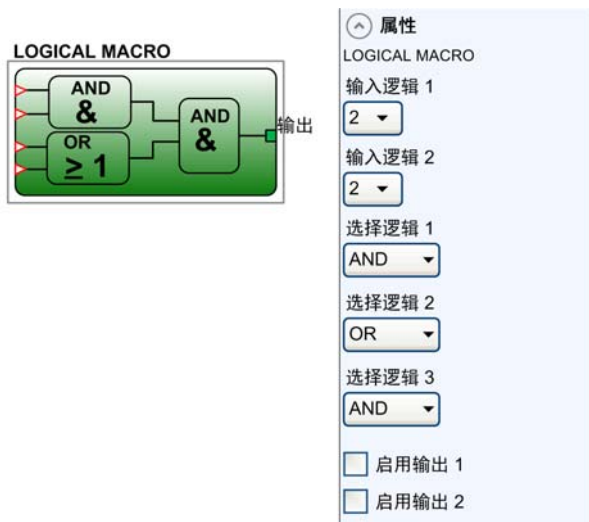 LOGICAL MACRO
AND
&
OR
≥ 1
AND
&
输出
属性
LOGICAL MACRO
输入逻辑 1
2
输入逻辑 2
2
选择逻辑 1
AND
选择逻辑 2
OR
选择逻辑 3
AND
启用输出 1
启用输出 2